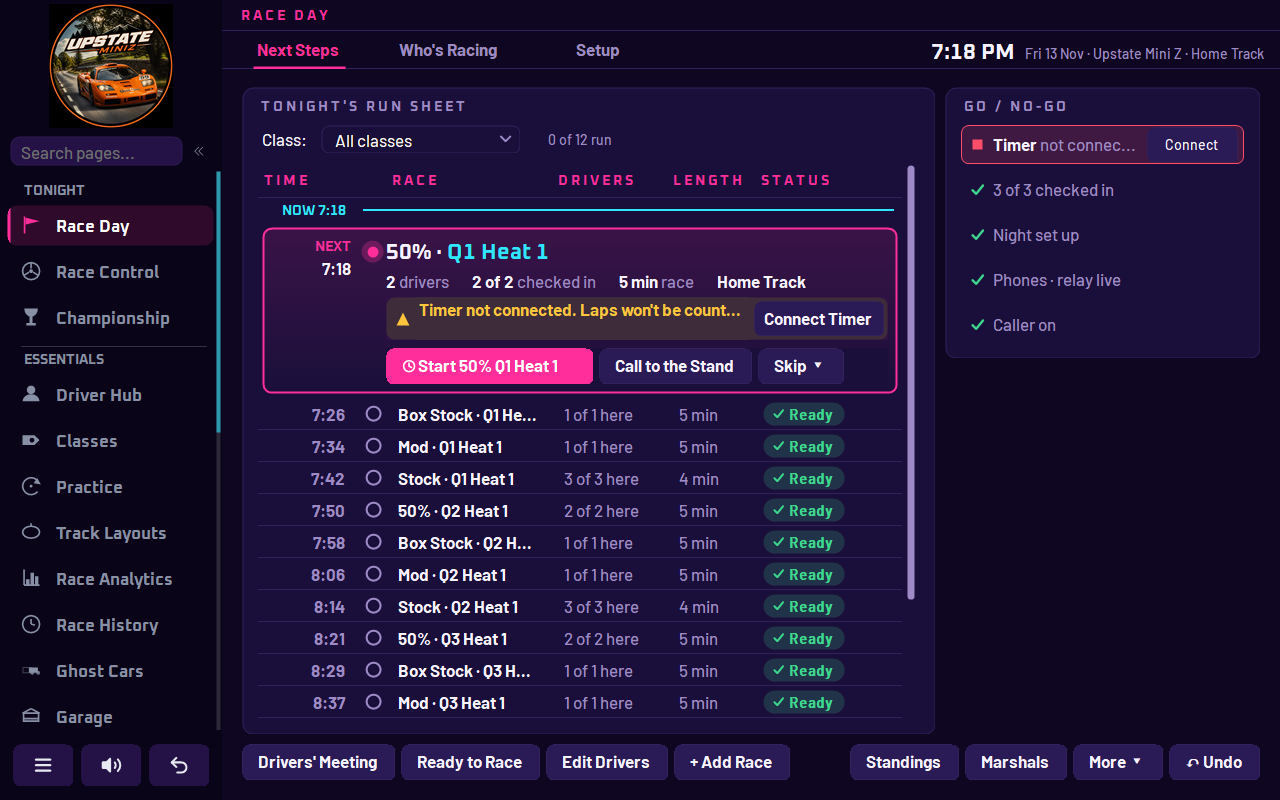 UPSTATE
MINIZ
Search pages...
«
TONIGHT
Race Day
Race Control
Championship
ESSENTIALS
Driver Hub
Classes
Practice
Track Layouts
Race Analytics
Race History
Ghost Cars
Garage
RACE DAY
Next Steps
Who's Racing
Setup
7:18 PM Fri 13 Nov · Upstate Mini Z · Home Track
TONIGHT'S RUN SHEET
Class: All classes 0 of 12 run
TIME RACE DRIVERS LENGTH STATUS
NOW 7:18
NEXT 50% · Q1 Heat 1
7:18
2 drivers 2 of 2 checked in 5 min race Home Track
Timer not connected. Laps won't be count... Connect Timer
Start 50% Q1 Heat 1 Call to the Stand Skip ▼
7:26 Box Stock · Q1 He... 1 of 1 here 5 min ✓ Ready
7:34 Mod · Q1 Heat 1 1 of 1 here 5 min ✓ Ready
7:42 Stock · Q1 Heat 1 3 of 3 here 4 min ✓ Ready
7:50 50% · Q2 Heat 1 2 of 2 here 5 min ✓ Ready
7:58 Box Stock · Q2 H... 1 of 1 here 5 min ✓ Ready
8:06 Mod · Q2 Heat 1 1 of 1 here 5 min ✓ Ready
8:14 Stock · Q2 Heat 1 3 of 3 here 4 min ✓ Ready
8:21 50% · Q3 Heat 1 2 of 2 here 5 min ✓ Ready
8:29 Box Stock · Q3 H... 1 of 1 here 5 min ✓ Ready
8:37 Mod · Q3 Heat 1 1 of 1 here 5 min ✓ Ready
GO / NO-GO
Timer not connec... Connect
✓ 3 of 3 checked in
✓ Night set up
✓ Phones · relay live
✓ Caller on
Drivers' Meeting Ready to Race Edit Drivers + Add Race Standings Marshals More ▼ Undo